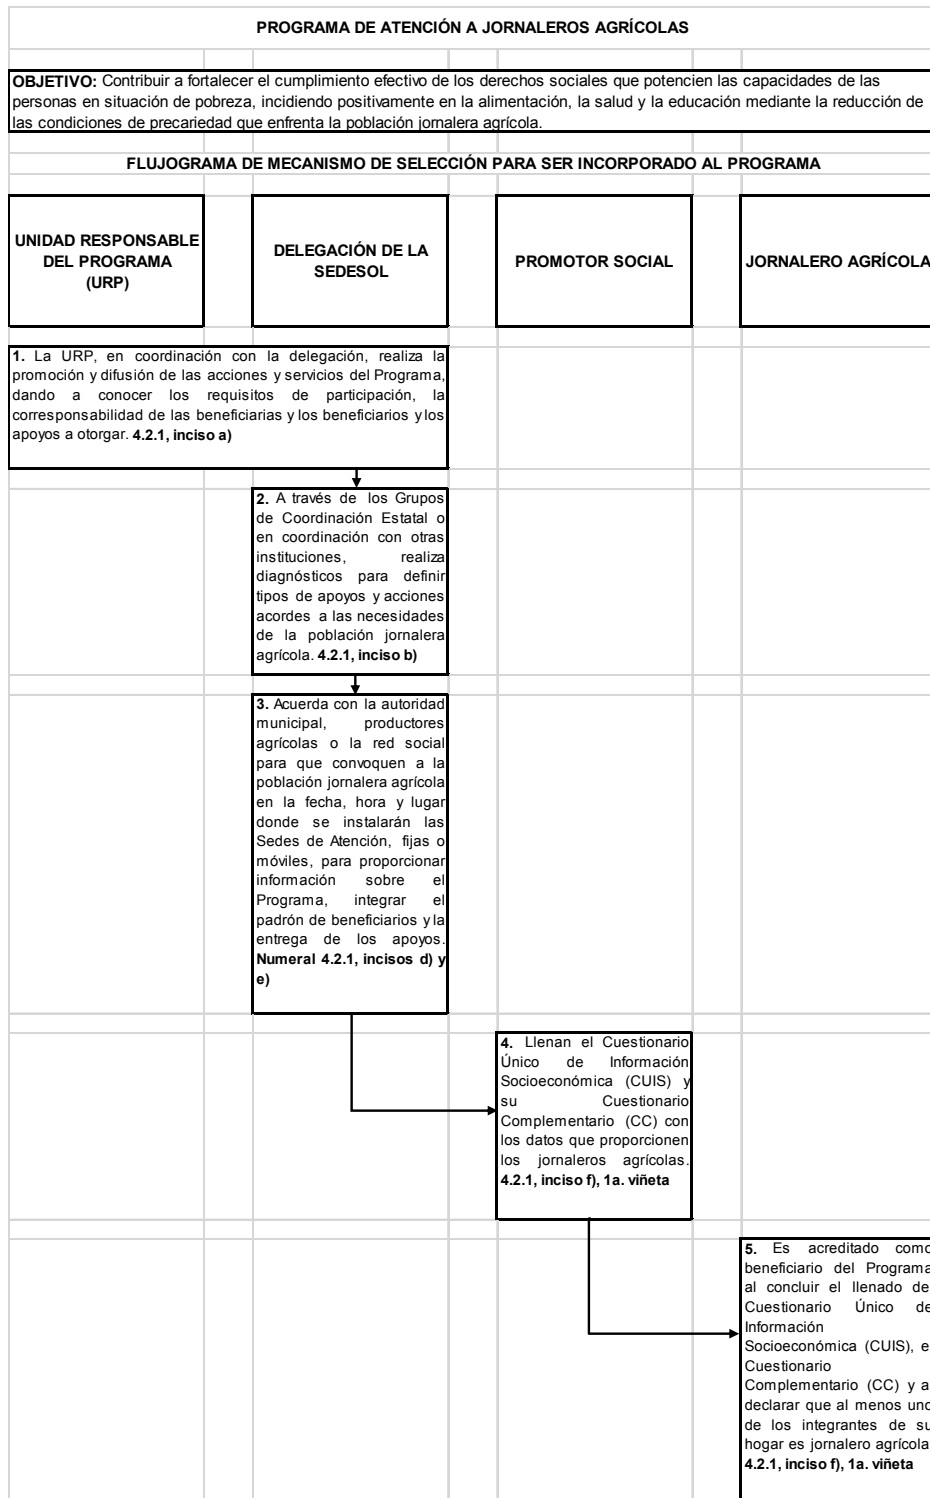 PROGRAMA DE ATENCIÓN A JORNALEROS AGRÍCOLAS
OBJETIVO: Contribuir a fortalecer el cumplimiento efectivo de los derechos sociales que potencien las capacidades de las
personas en situación de pobreza, incidiendo positivamente en la alimentación, la salud y la educación mediante la reducción de
las condiciones de precariedad que enfrenta la población jornalera agrícola.
FLUJOGRAMA DE MECANISMO DE SELECCIÓN PARA SER INCORPORADO AL PROGRAMA
UNIDAD RESPONSABLE
DEL PROGRAMA
(URP)
DELEGACIÓN DE LA
SEDESOL
PROMOTOR SOCIAL
JORNALERO AGRÍCOLA
1. La URP, en coordinación con la delegación, realiza la
promoción y difusión de las acciones y servicios del Programa,
dando a conocer los requisitos de participación, la
corresponsabilidad de las beneficiarias y los beneficiarios y los
apoyos a otorgar. 4.2.1, inciso a)
2. A través de los Grupos
de Coordinación Estatal o
en coordinación con otras
instituciones, realiza
diagnósticos para definir
tipos de apoyos y acciones
acordes a las necesidades
de la población jornalera
agrícola. 4.2.1, inciso b)
3. Acuerda con la autoridad
municipal, productores
agrícolas o la red social
para que convoquen a la
población jornalera agrícola
en la fecha, hora y lugar
donde se instalarán las
Sedes de Atención, fijas o
móviles, para proporcionar
información sobre el
Programa, integrar el
padrón de beneficiarios y la
entrega de los apoyos.
Numeral 4.2.1, incisos d) y
e)
4. Llenan el Cuestionario
Único de Información
Socioeconómica (CUIS) y
su Cuestionario
Complementario (CC) con
los datos que proporcionen
los jornaleros agrícolas.
4.2.1, inciso f), 1a. viñeta
5. Es acreditado como
beneficiario del Programa
al concluir el llenado de
Cuestionario Único de
Información
Socioeconómica (CUIS), e
Cuestionario
Complementario (CC) y a
declarar que al menos uno
de los integrantes de su
hogar es jornalero agrícola
4.2.1, inciso f), 1a. viñeta